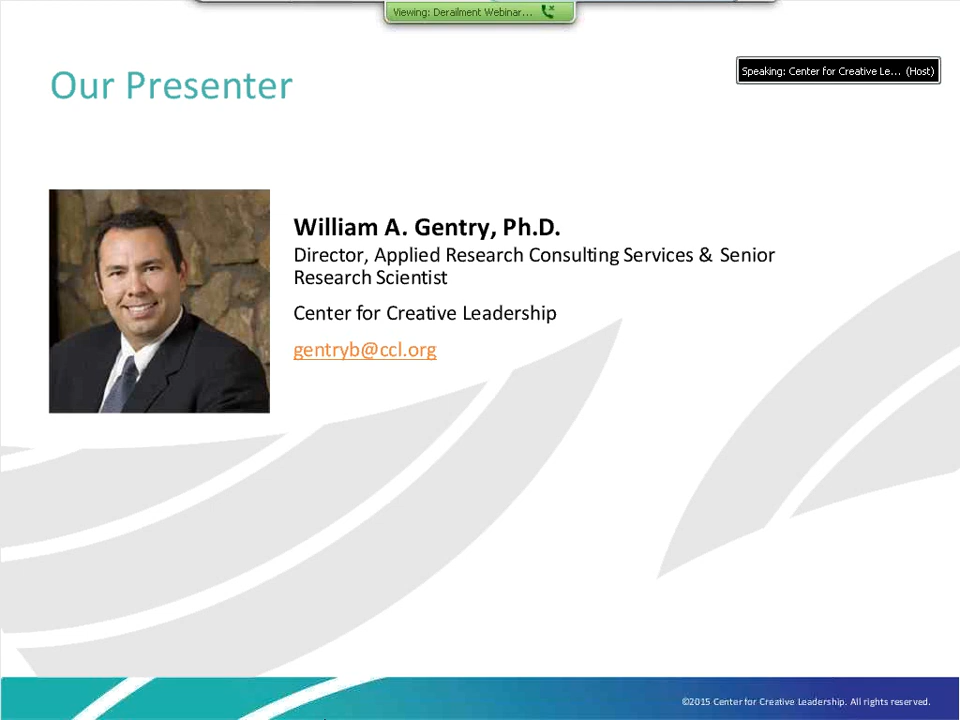 Viewing: Derailment Webinar...
Speaking: Center for Creative Le... (Host)
Our Presenter
William A. Gentry, Ph.D.
Director, Applied Research Consulting Services & Senior
Research Scientist
Center for Creative Leadership
gentryb@ccl.org
©2015 Center for Creative Leadership. All rights reserved.